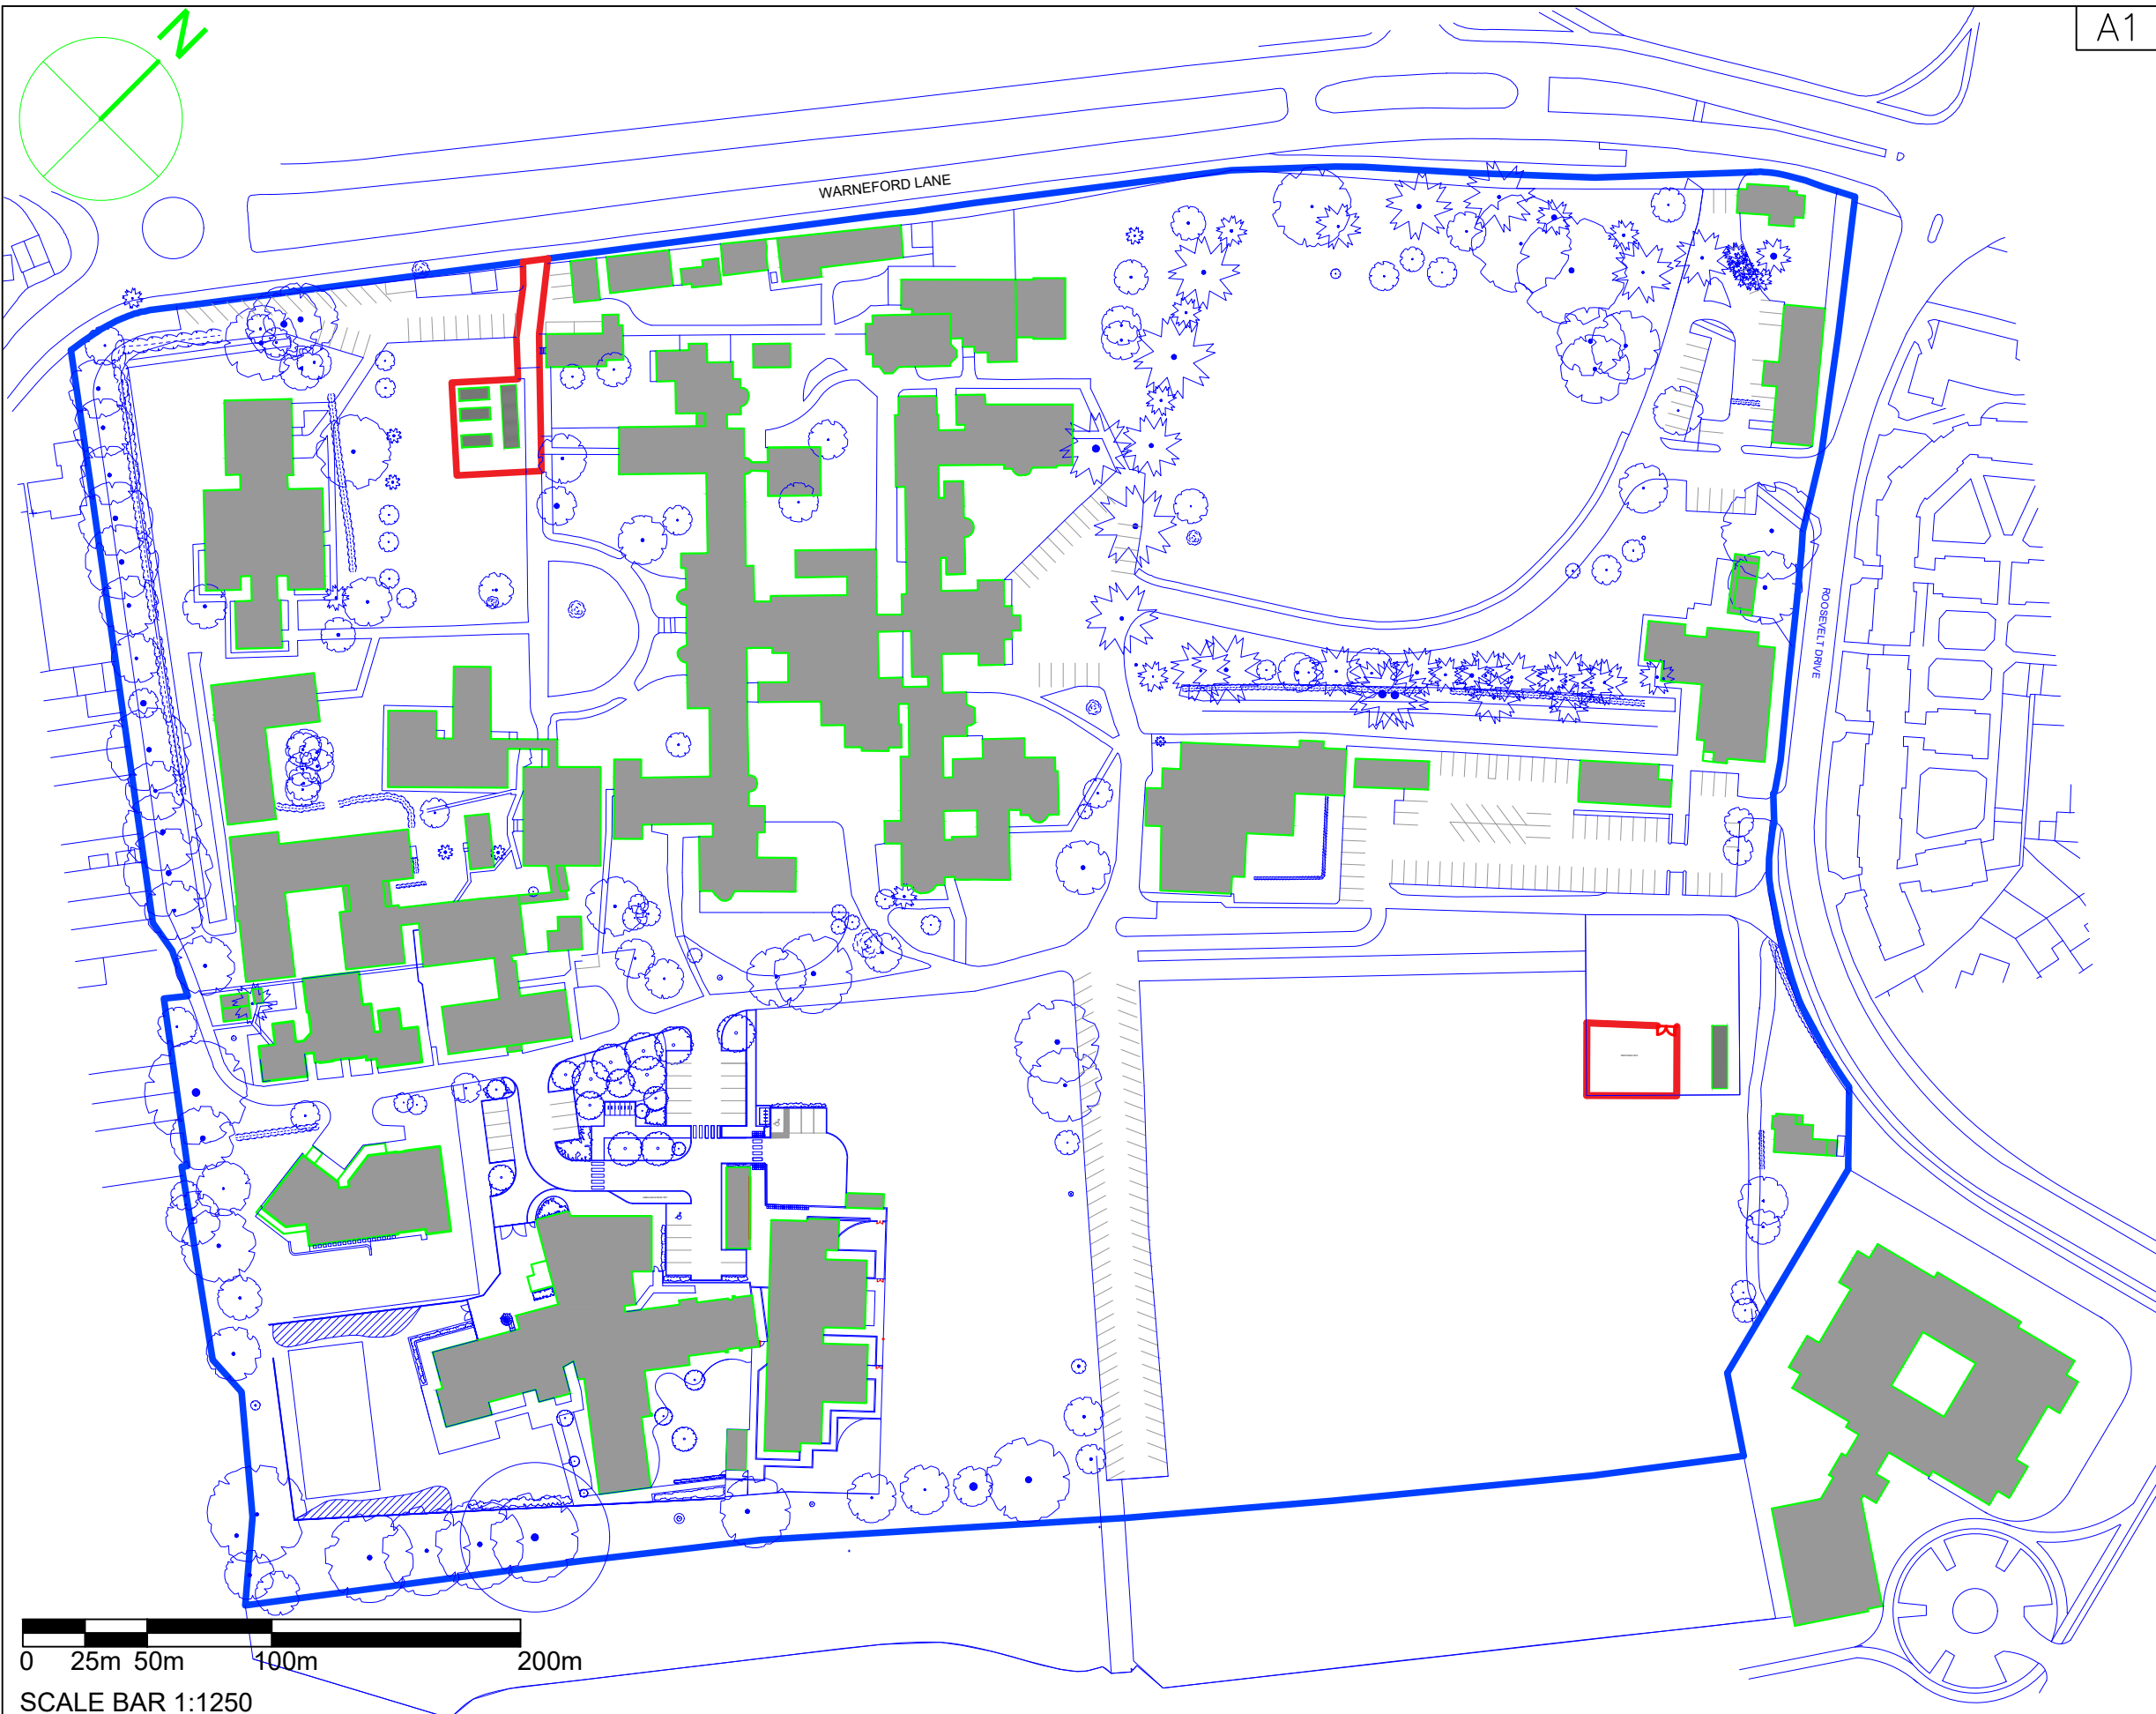 N
A1
WARNEFORD LANE
ROOSEVELT DRIVE
0 25m 50m 100m 200m
SCALE BAR 1:1250